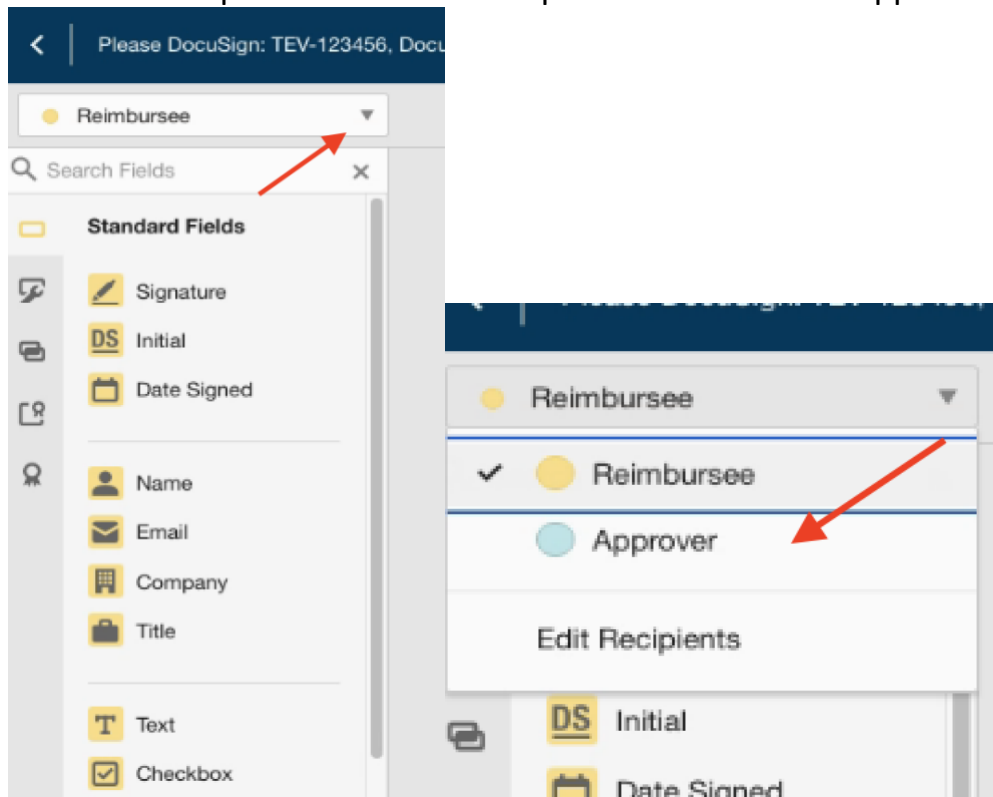 Please DocuSign: TEV-123456, Docu
Reimbursee
Search Fields
Standard Fields
Signature
DS Initial
Date Signed
Name
Email
Company
Title
T Text
Checkbox
Reimbursee
Reimbursee
Approver
Edit Recipients
DS Initial
Date Signed